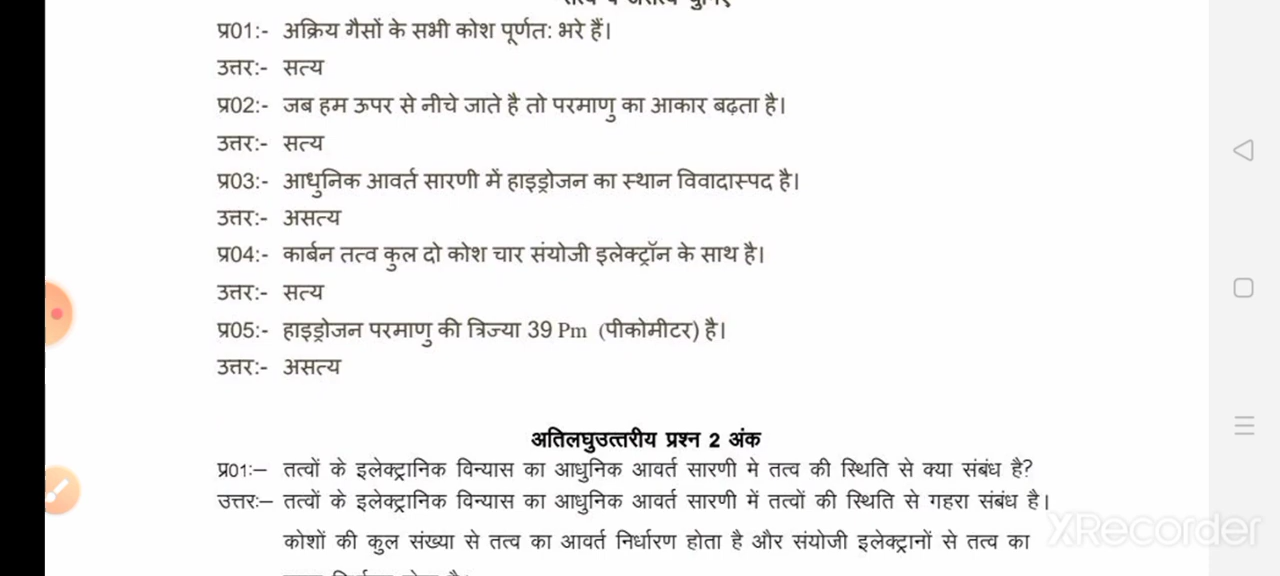 प्र01:- अक्रिय गैसों के सभी कोश पूर्णत: भरे हैं।
उत्तर:- सत्य
प्र02:- जब हम ऊपर से नीचे जाते है तो परमाणु का आकार बढ़ता है।
उत्तर:- सत्य
प्र03:- आधुनिक आवर्त सारणी में हाइड्रोजन का स्थान विवादास्पद है।
उत्तर:- असत्य
प्र04:- कार्बन तत्व कुल दो कोश चार संयोजी इलेक्ट्रॉन के साथ है।
उत्तर:- सत्य
प्र05:- हाइड्रोजन परमाणु की त्रिज्या 39 Pm (पीकोमीटर) है।
उत्तर:- असत्य
अतिलघुउत्तरीय प्रश्न 2 अंक
प्र01:– तत्वों के इलेक्ट्रानिक विन्यास का आधुनिक आवर्त सारणी मे तत्व की स्थिति से क्या संबंध है?
उत्तर:– तत्वों के इलेक्ट्रानिक विन्यास का आधुनिक आवर्त सारणी में तत्वों की स्थिति से गहरा संबंध है।
कोशों की कुल संख्या से तत्व का आवर्त निर्धारण होता है और संयोजी इलेक्ट्रानों से तत्व का
XRecorder